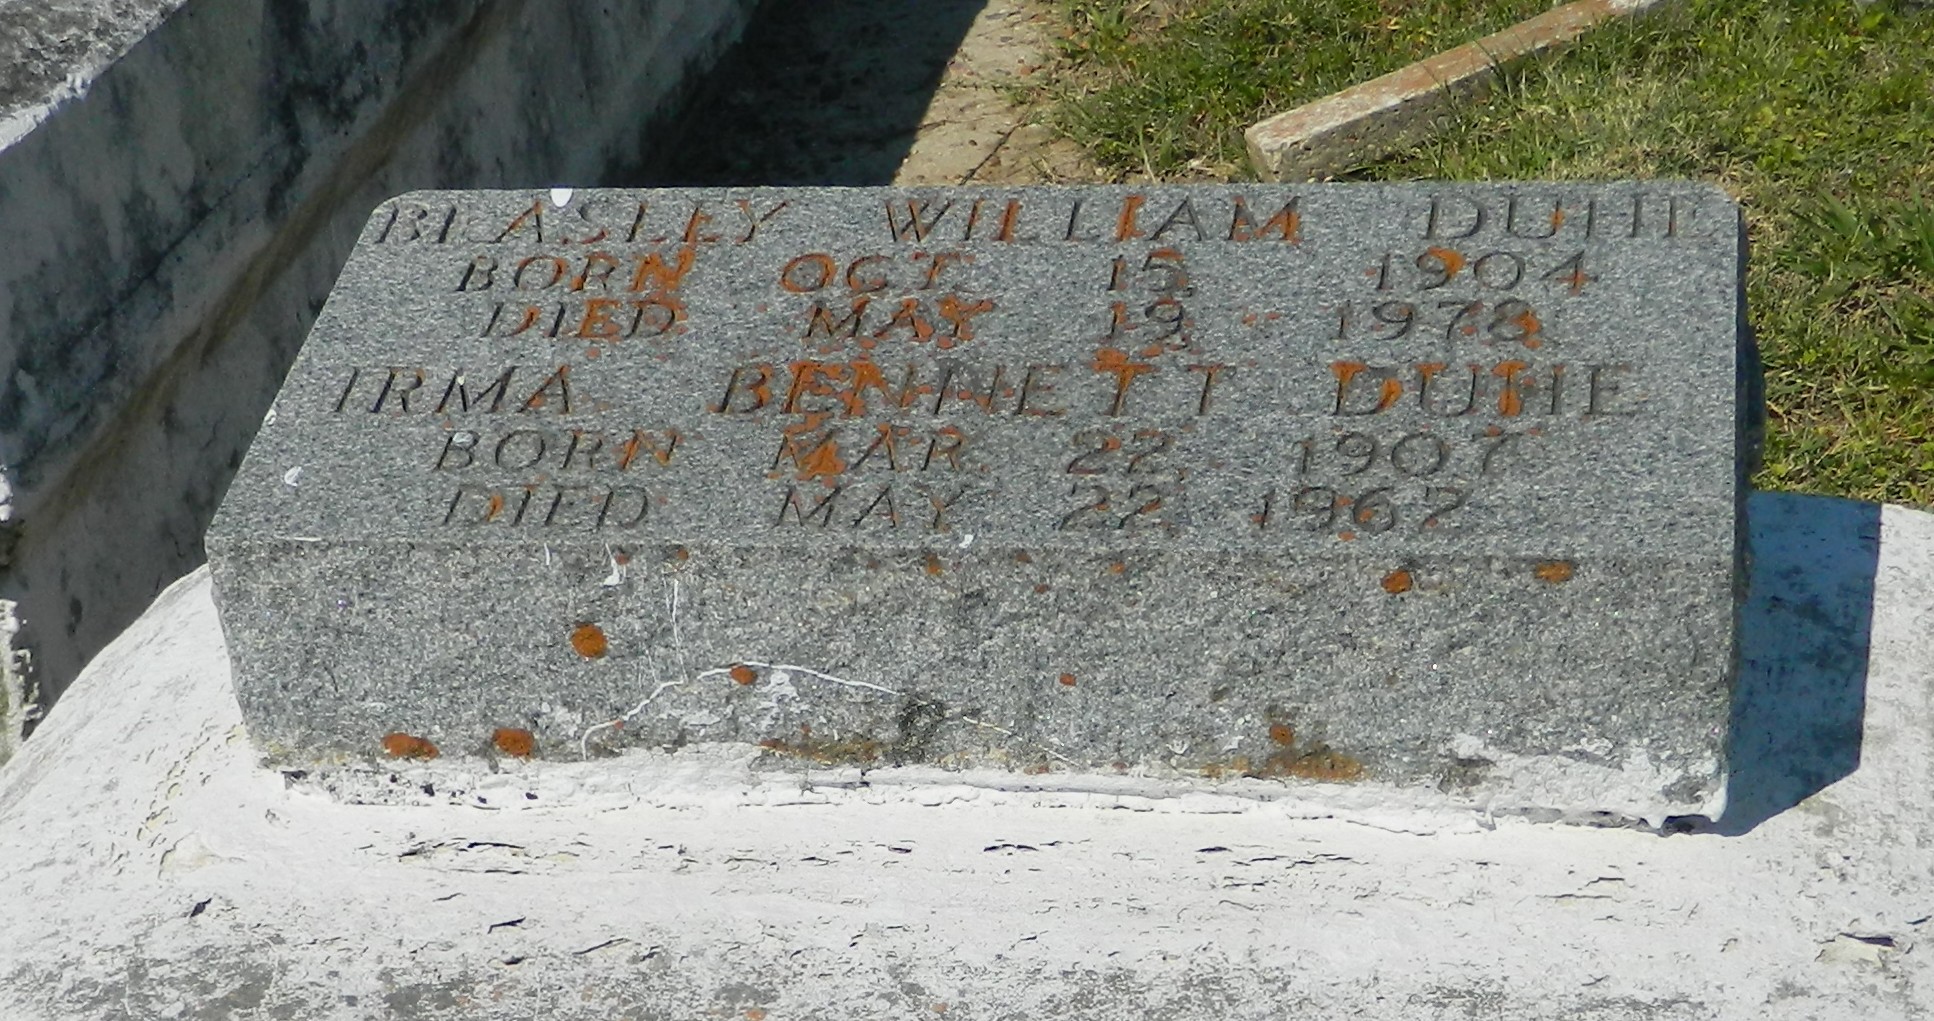 BEASLEY WILLIAM DUHE
BORN OCT. 15, 1904
DIED MAY 19, 1978
IRMA BENNETT DUHE
BORN MAR. 22, 1907
DIED MAY 22, 1967